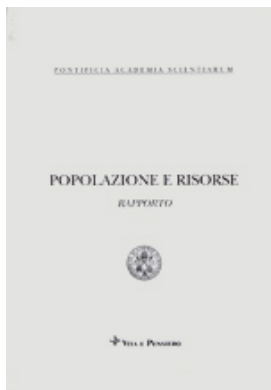 PONTIFICIA ACADEMIA SCIENTIARVM
POPOLAZIONE E RISORSE
RAPPORTO
VITA E PENSIERO